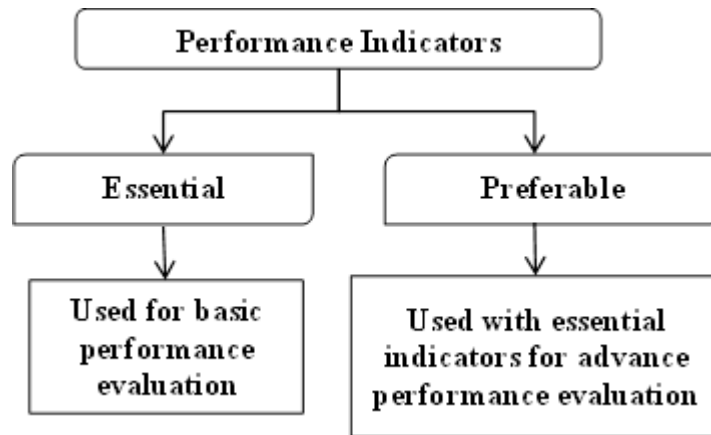 Performance Indicators
Essential
Preferable
Used for basic
performance
evaluation
Used with essential
indicators for advance
performance evaluation